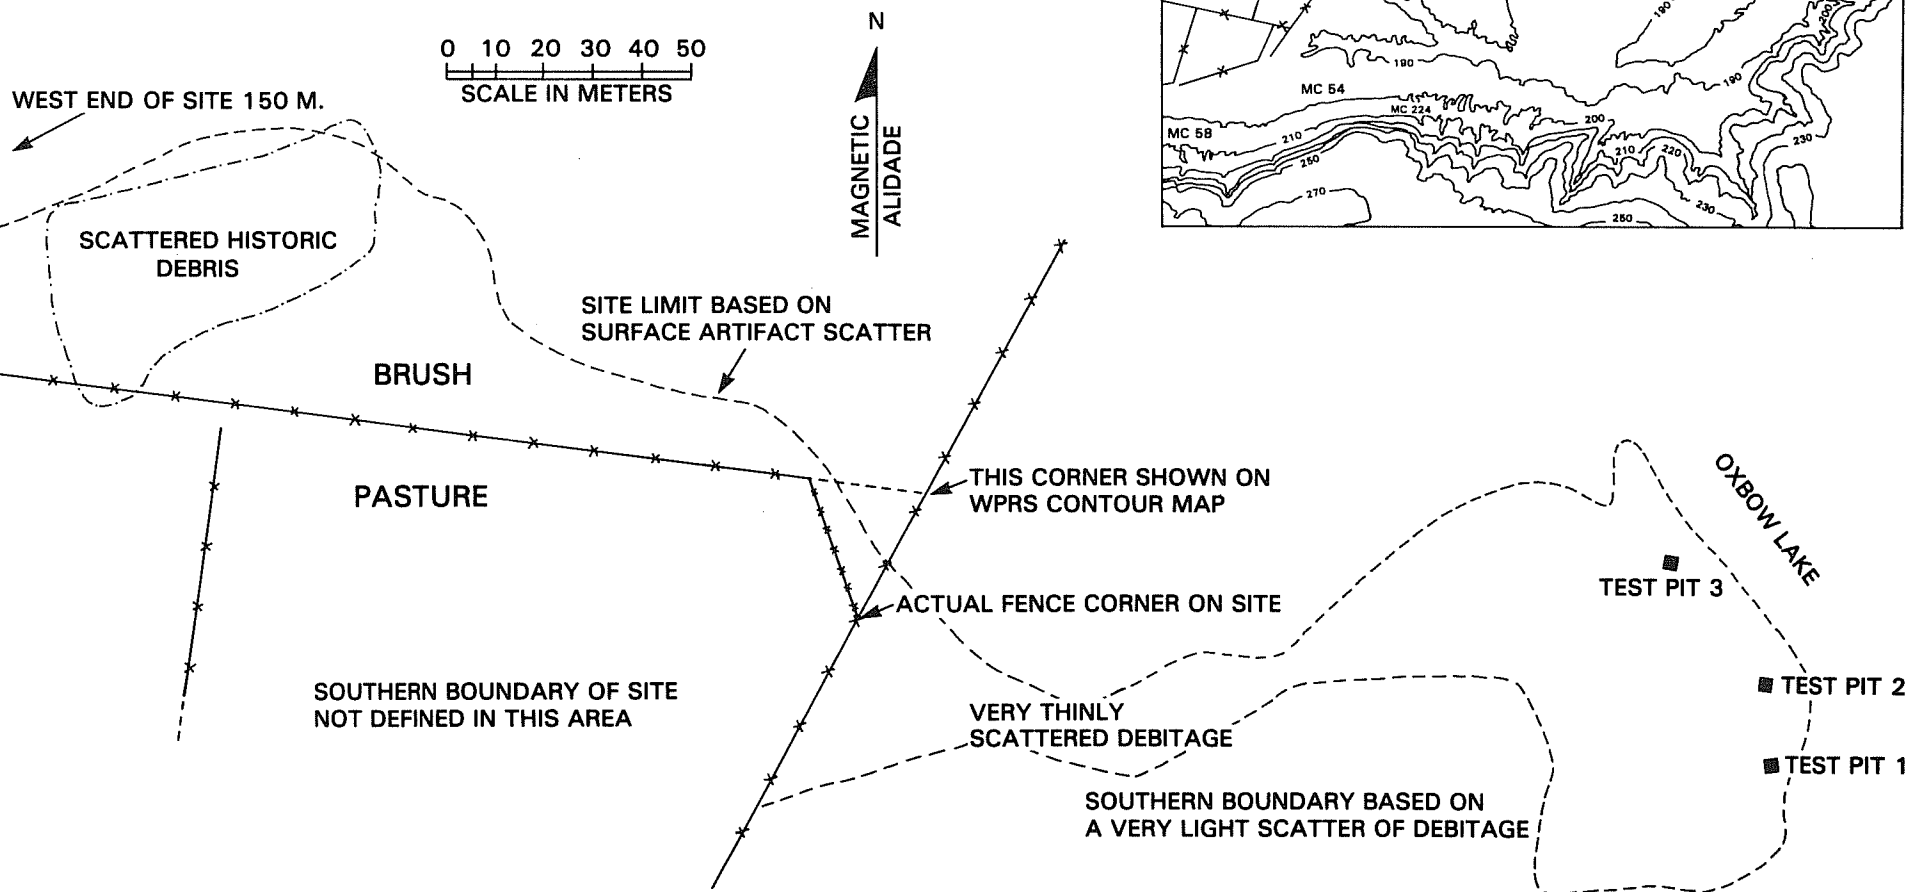 0 10 20 30 40 50
SCALE IN METERS
N
MAGNETIC
ALIDADE
WEST END OF SITE 150 M.
SCATTERED HISTORIC
DEBRIS
SITE LIMIT BASED ON
SURFACE ARTIFACT SCATTER
BRUSH
PASTURE
THIS CORNER SHOWN ON
WPRS CONTOUR MAP
ACTUAL FENCE CORNER ON SITE
SOUTHERN BOUNDARY OF SITE
NOT DEFINED IN THIS AREA
VERY THINLY
SCATTERED DEBITAGE
SOUTHERN BOUNDARY BASED ON
A VERY LIGHT SCATTER OF DEBITAGE
OXBOW LAKE
TEST PIT 3
TEST PIT 2
TEST PIT 1
190
200
190
190
MC 54
MC 224
MC 58
210
200
230
250
210
220
270
230
250